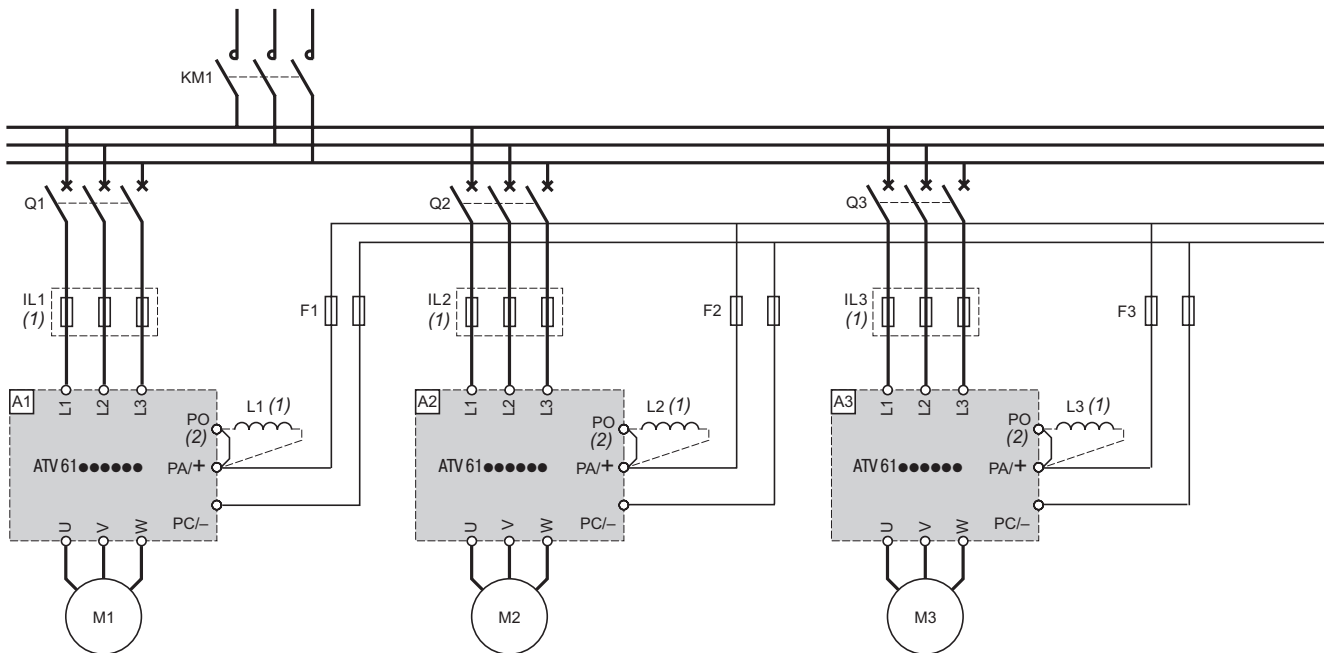 KM1
Q1
Q2
Q3
IL1
(1)
F1
IL2
(1)
F2
IL3
(1)
F3
A1
L1 L2 L3
PO
(2)
L1 (1)
ATV 61●●●●●●
PA/+
PC/–
U V W
M1
A2
L1 L2 L3
PO
(2)
L2 (1)
ATV 61●●●●●●
PA/+
PC/–
U V W
M2
A3
L1 L2 L3
PO
(2)
L3 (1)
ATV 61●●●●●●
PA/+
PC/–
U V W
M3